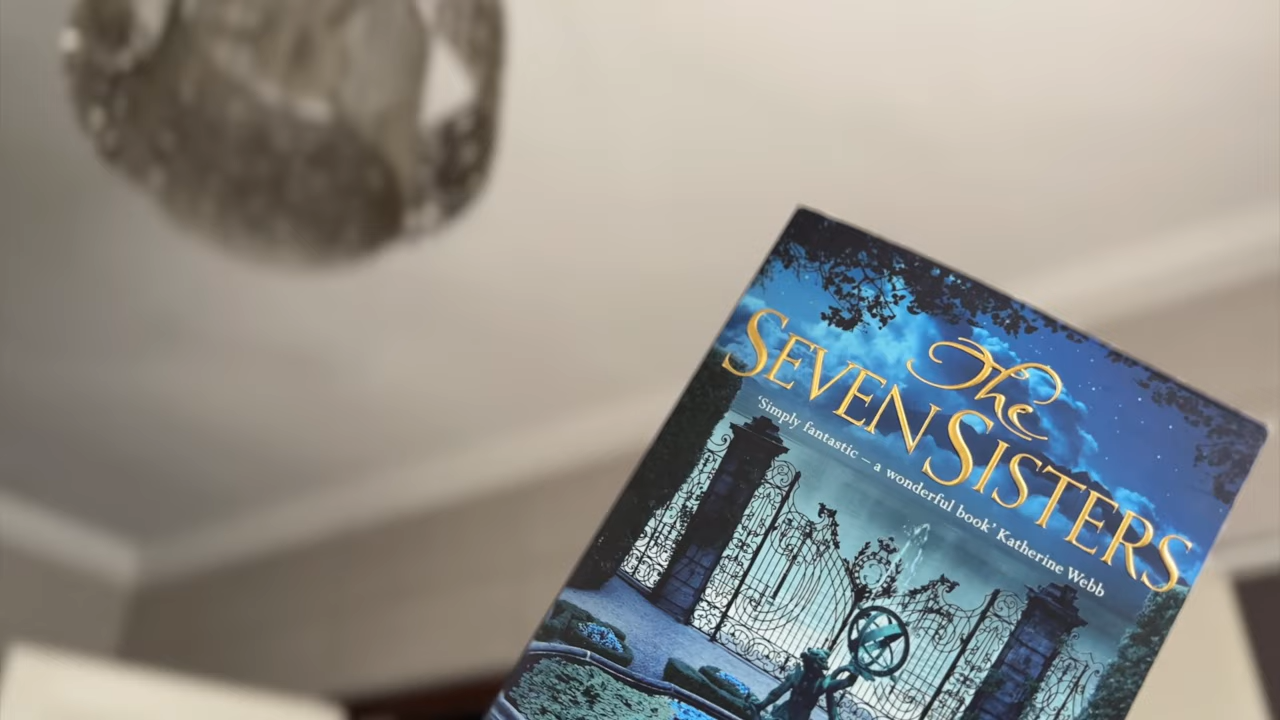 The
SEVEN SISTERS
‘Simply fantastic – a wonderful book’ Katherine Webb